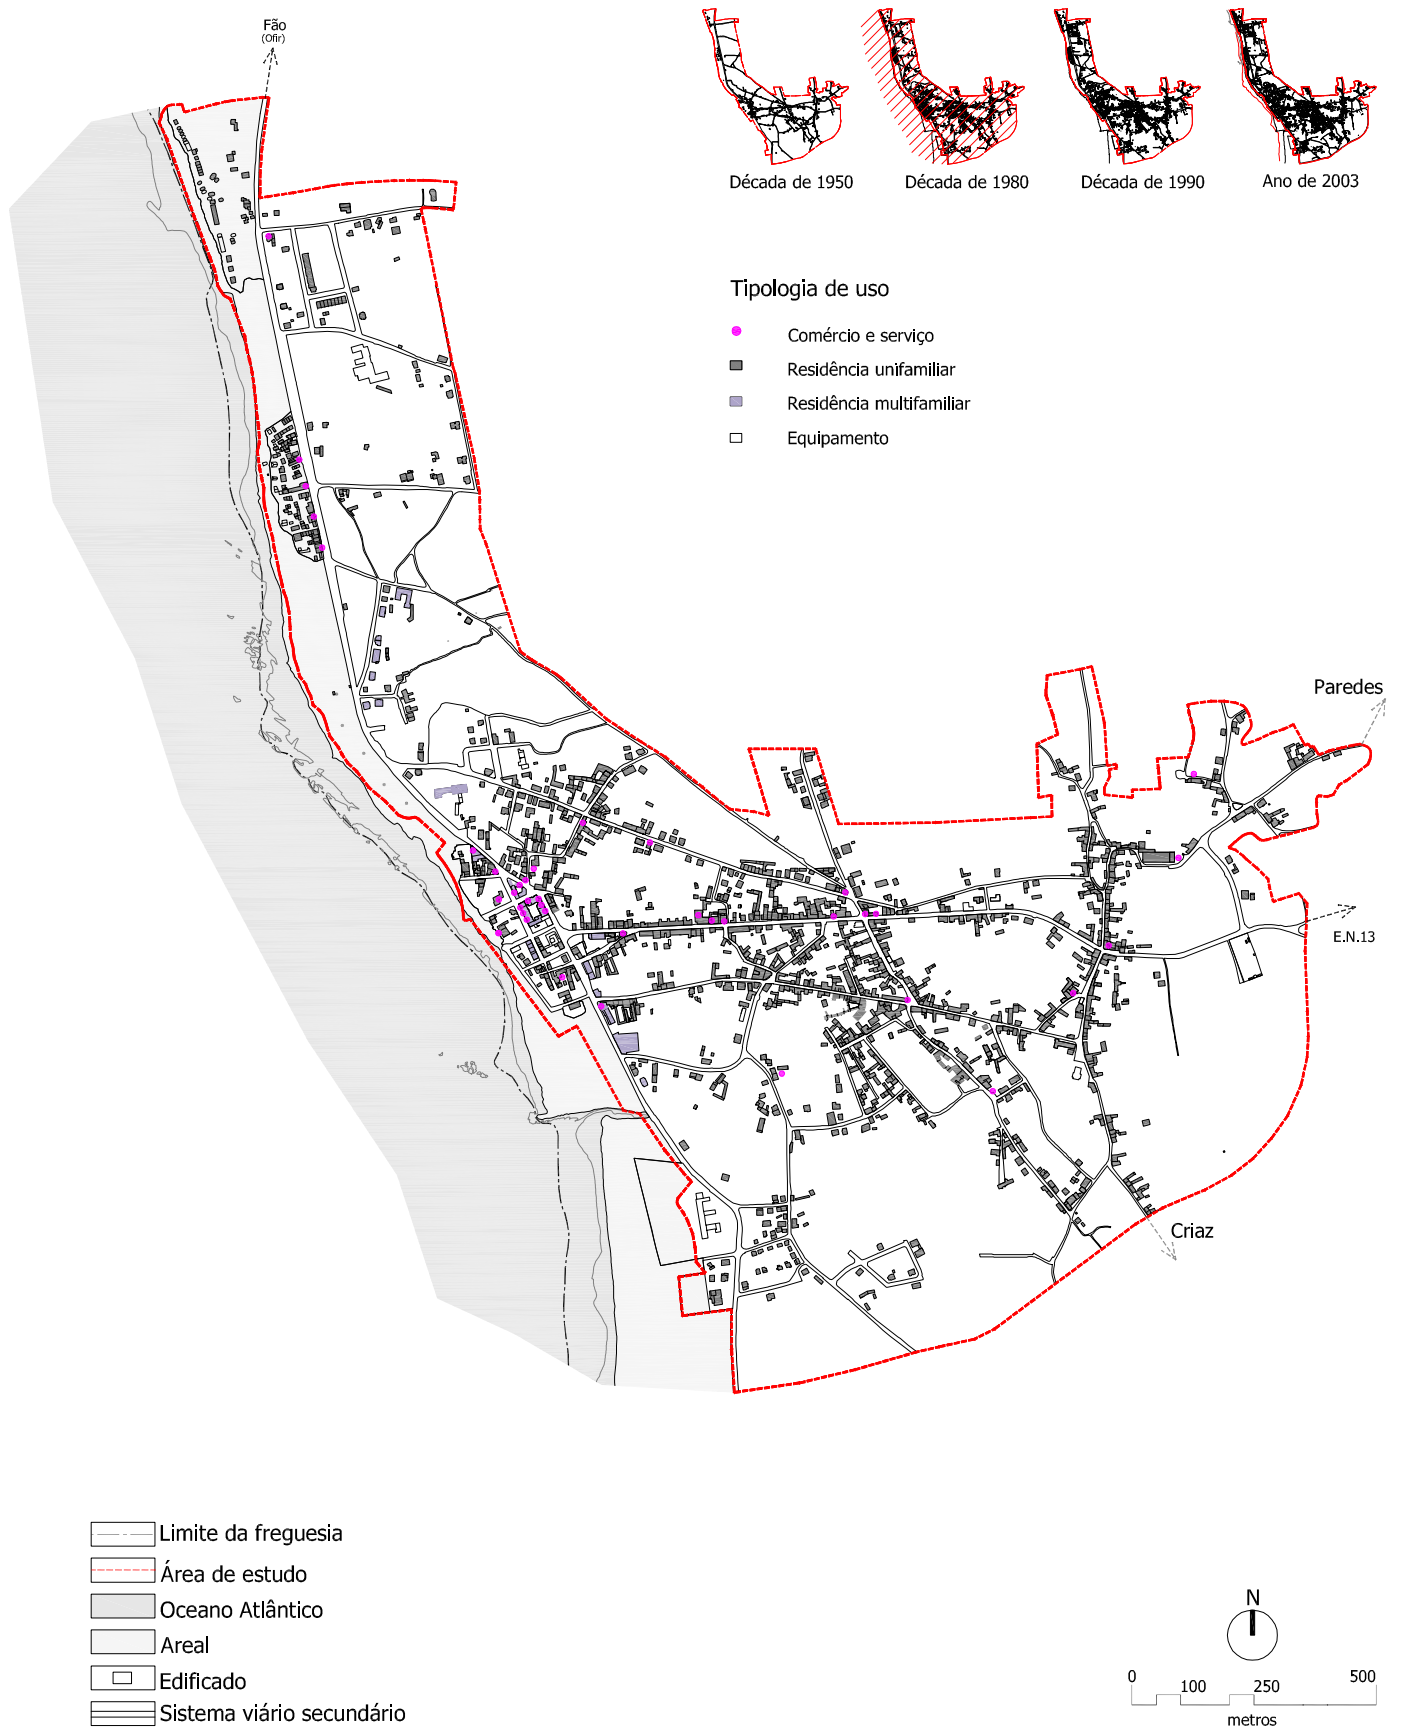 Fão
(Ofir)
Década de 1950
Década de 1980
Década de 1990
Ano de 2003
Tipologia de uso
Comércio e serviço
Residência unifamiliar
Residência multifamiliar
Equipamento
Paredes
E.N.13
Criaz
Limite da freguesia
Área de estudo
Oceano Atlântico
Areal
Edificado
Sistema viário secundário
N
0 100 250 500
metros